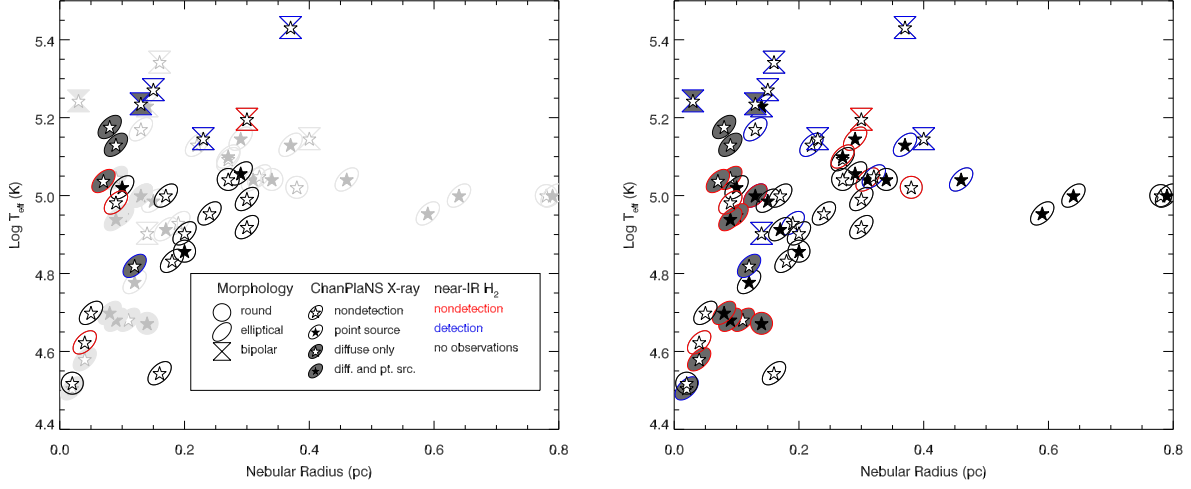 5.4
5.2
5.0
4.8
4.6
4.4
Log T_eff (K)
0.0 0.2 0.4 0.6 0.8
Nebular Radius (pc)
Morphology ChanPlaNS X-ray near-IR H₂
round nondetection nondetection
elliptical point source detection
bipolar diffuse only no observations
diff. and pt. src.
5.4
5.2
5.0
4.8
4.6
4.4
Log T_eff (K)
0.0 0.2 0.4 0.6 0.8
Nebular Radius (pc)